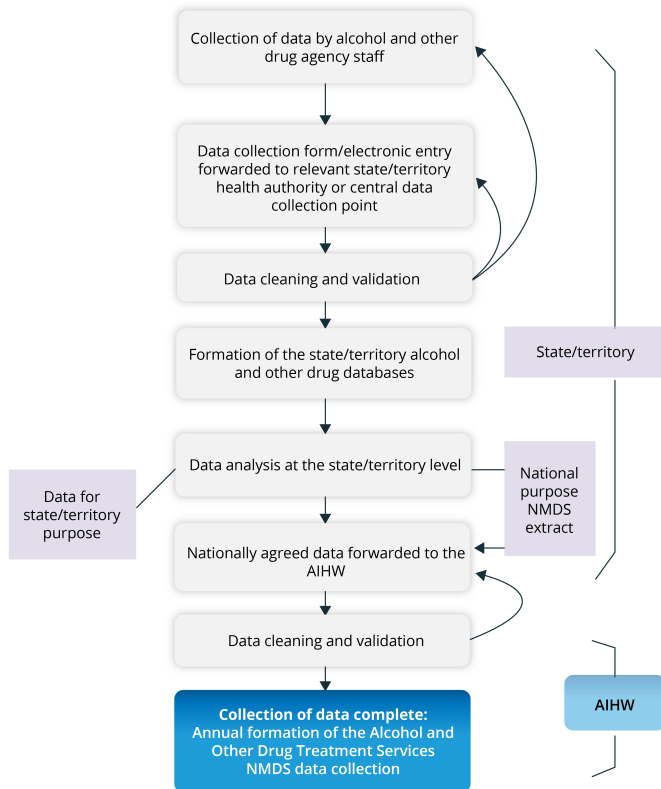 Collection of data by alcohol and other
drug agency staff
Data collection form/electronic entry
forwarded to relevant state/territory
health authority or central data
collection point
Data cleaning and validation
Formation of the state/territory alcohol
and other drug databases
State/territory
Data analysis at the state/territory level
Data for
state/territory
purpose
National
purpose
NMDS
extract
Nationally agreed data forwarded to the
AIHW
Data cleaning and validation
AIHW
Collection of data complete:
Annual formation of the Alcohol and
Other Drug Treatment Services
NMDS data collection